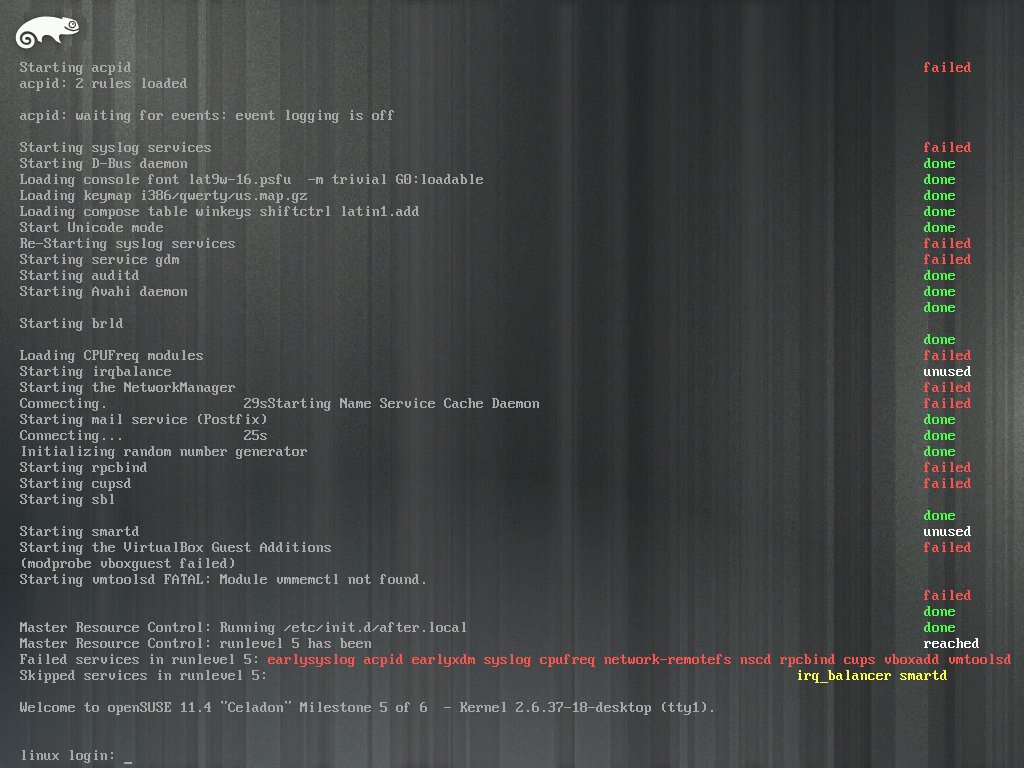 Starting acpid failed
acpid: 2 rules loaded
acpid: waiting for events: event logging is off
Starting syslog services failed
Starting D-Bus daemon done
Loading console font lat9w-16.psfu  -m trivial G0:loadable done
Loading keymap i386/qwerty/us.map.gz done
Loading compose table winkeys shiftctrl latin1.add done
Start Unicode mode done
Re-Starting syslog services failed
Starting service gdm failed
Starting auditd done
Starting Avahi daemon done
done
Starting brld
done
Loading CPUFreq modules failed
Starting irqbalance unused
Starting the NetworkManager failed
Connecting. 29sStarting Name Service Cache Daemon failed
Starting mail service (Postfix) done
Connecting... 25s done
Initializing random number generator done
Starting rpcbind failed
Starting cupsd failed
Starting sbl
done
Starting smartd unused
Starting the VirtualBox Guest Additions failed
(modprobe vboxguest failed)
Starting vmtoolsd FATAL: Module vmmemctl not found.
failed
done
Master Resource Control: Running /etc/init.d/after.local done
Master Resource Control: runlevel 5 has been reached
Failed services in runlevel 5: earlysyslog acpid earlyxdm syslog cpufreq network-remotefs nscd rpcbind cups vboxadd vmtoolsd
Skipped services in runlevel 5: irq_balancer smartd
Welcome to openSUSE 11.4 "Celadon" Milestone 5 of 6  - Kernel 2.6.37-18-desktop (tty1).
linux login: _